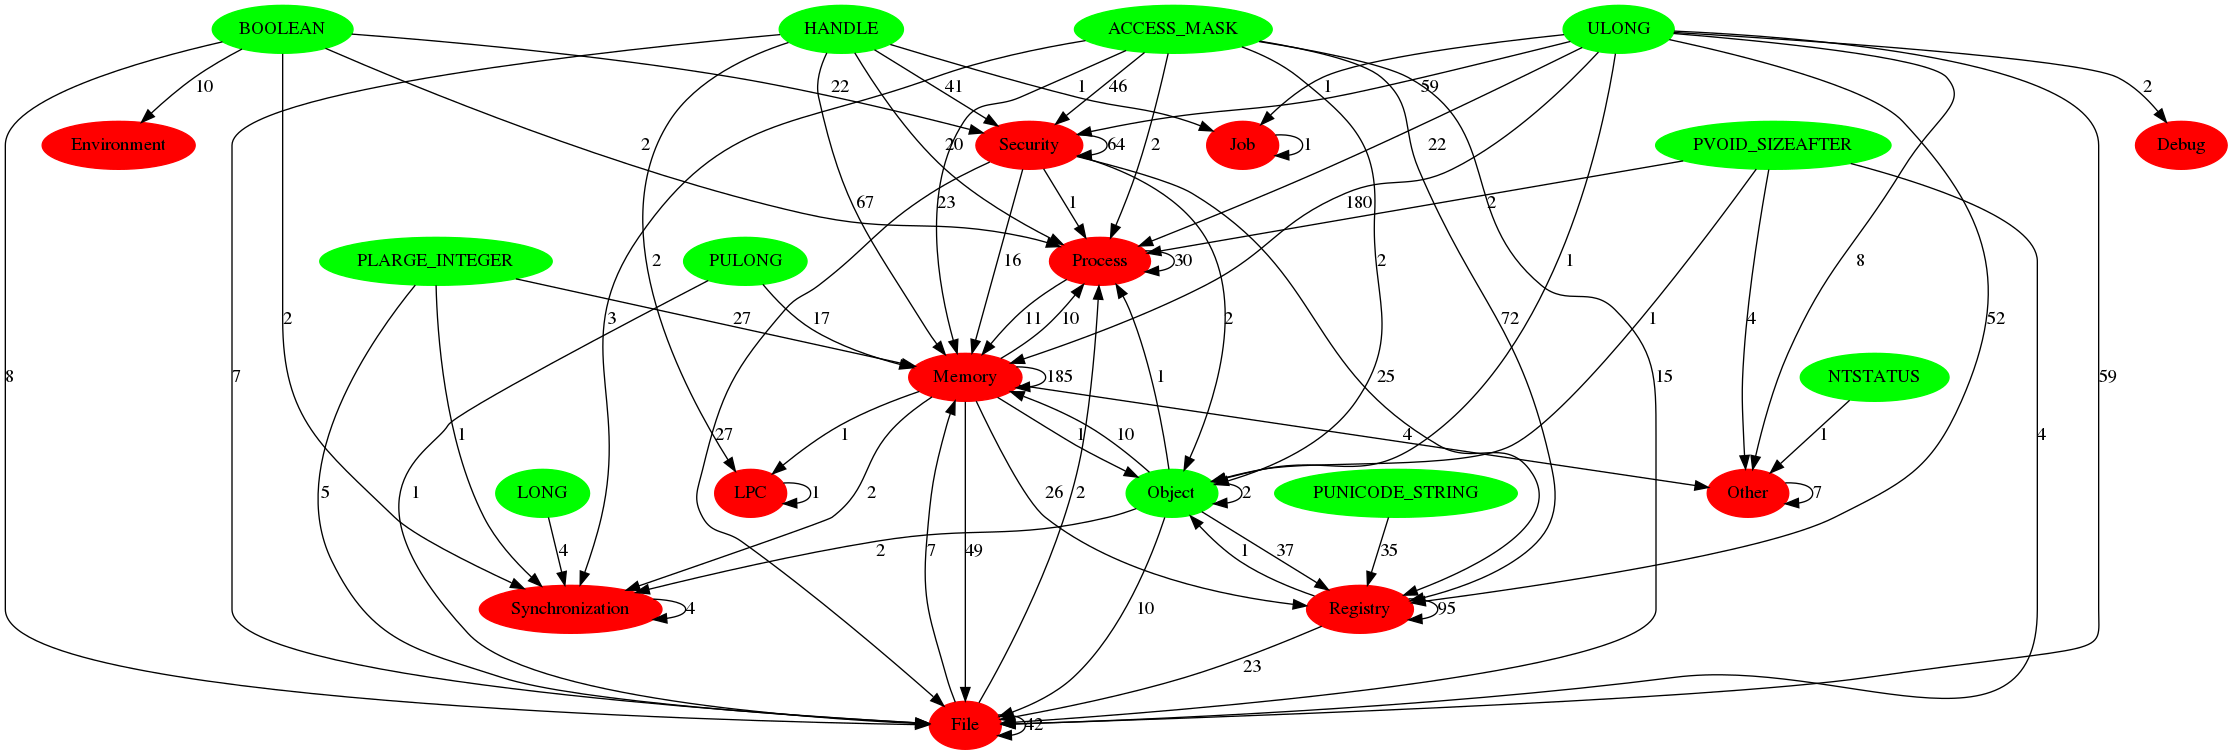 BOOLEAN HANDLE ACCESS_MASK ULONG
10 22 41 46 1 1 59 2
Environment Security 64 Job 1 PVOID_SIZEAFTER Debug
2 2 20 2 22
67 23 1 180 2
PLARGE_INTEGER PULONG 2 16 Process 30 2 1 8
2 3 27 17 11 10 2 72 1 4 52
8 7 Memory 185 1 25 15 NTSTATUS 59
5 1 1 27 1 1 10 4 1 4
LONG LPC 1 2 Object 2 26 PUNICODE_STRING Other 7
4 2 7 49 2 1 37 35
Synchronization 4 10 Registry 95
23
File 42